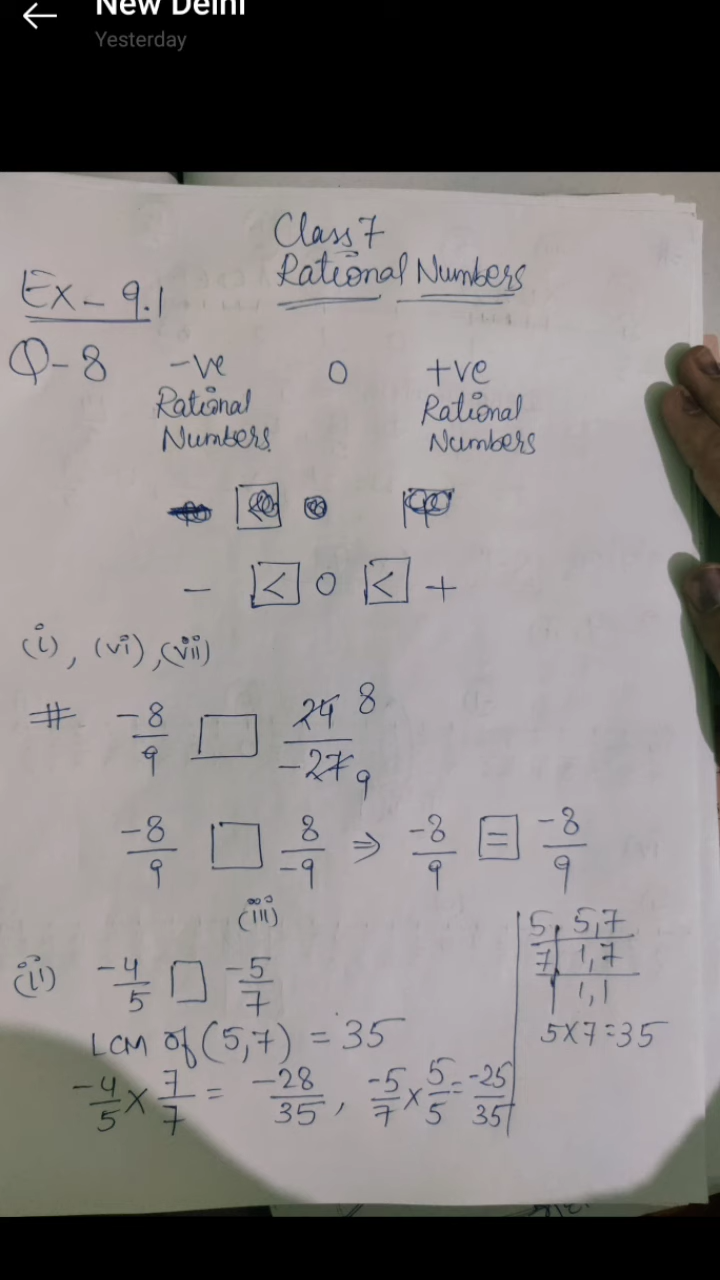 New Delhi
Yesterday
Class 7
Rational Numbers
Ex - 9.1
Q-8 -ve 0 +ve
Rational Rational
Numbers Numbers
- < 0 < +
(i), (vi), (vii)
# -8/9 □ 24/-27 8 9
-8/9 □ 8/-9 ⇒ -8/9 = -8/9
(iii)
(ii) -4/5 □ -5/7
LCM of (5,7) = 35
-4/5 × 7/7 = -28/35, -5/7 × 5/5 = -25/35
5 5,7
7 1,7
1,1
5×7=35